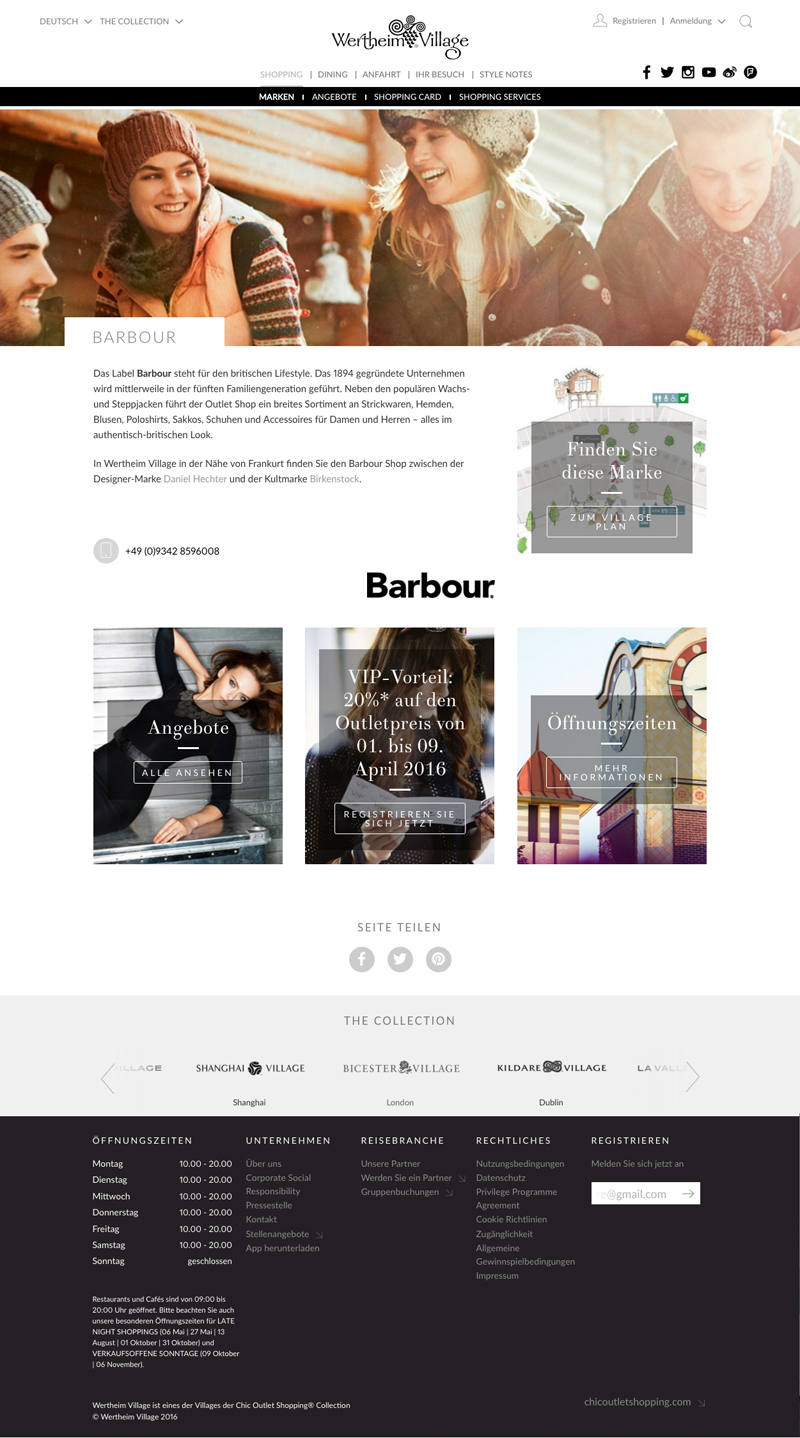 DEUTSCH THE COLLECTION
Wertheim Village
Registrieren | Anmeldung
SHOPPING | DINING | ANFAHRT | IHR BESUCH | STYLE NOTES
MARKEN | ANGEBOTE | SHOPPING CARD | SHOPPING SERVICES
BARBOUR
Das Label Barbour steht für den britischen Lifestyle. Das 1894 gegründete Unternehmen
wird mittlerweile in der fünften Familiengeneration geführt. Neben den populären Wachs-
und Steppjacken führt der Outlet Shop ein breites Sortiment an Strickwaren, Hemden,
Blusen, Poloshirts, Sakkos, Schuhen und Accessoires für Damen und Herren – alles im
authentisch-britischen Look.
In Wertheim Village in der Nähe von Frankurt finden Sie den Barbour Shop zwischen der
Designer-Marke Daniel Hechter und der Kultmarke Birkenstock.
+49 (0)9342 8596008
Finden Sie
diese Marke
ZUM VILLAGE
PLAN
Barbour
Angebote
ALLE ANSEHEN
VIP-Vorteil:
20%* auf den
Outletpreis von
01. bis 09.
April 2016
REGISTRIEREN SIE
SICH JETZT
Öffnungszeiten
MEHR
INFORMATIONEN
SEITE TEILEN
THE COLLECTION
SHANGHAI VILLAGE
BICESTER VILLAGE
KILDARE VILLAGE
Shanghai
London
Dublin
ÖFFNUNGSZEITEN
Montag 10.00 - 20.00
Dienstag 10.00 - 20.00
Mittwoch 10.00 - 20.00
Donnerstag 10.00 - 20.00
Freitag 10.00 - 20.00
Samstag 10.00 - 20.00
Sonntag geschlossen
Restaurants und Cafés sind von 09:00 bis
20:00 Uhr geöffnet. Bitte beachten Sie auch
unsere besonderen Öffnungszeiten für LATE
NIGHT SHOPPINGS (06 Mai | 27 Mai | 13
August | 01 Oktober | 31 Oktober) und
VERKAUFSOFFENE SONNTAGE (09 Oktober
| 06 November).
UNTERNEHMEN
Über uns
Corporate Social
Responsibility
Pressestelle
Kontakt
Stellenangebote
App herunterladen
REISEBRANCHE
Unsere Partner
Werden Sie ein Partner
Gruppenbuchungen
RECHTLICHES
Nutzungsbedingungen
Datenschutz
Privilege Programme
Agreement
Cookie Richtlinien
Zugänglichkeit
Allgemeine
Gewinnspielbedingungen
Impressum
REGISTRIEREN
Melden Sie sich jetzt an
e@gmail.com
Wertheim Village ist eines der Villages der Chic Outlet Shopping® Collection
© Wertheim Village 2016
chicoutletshopping.com